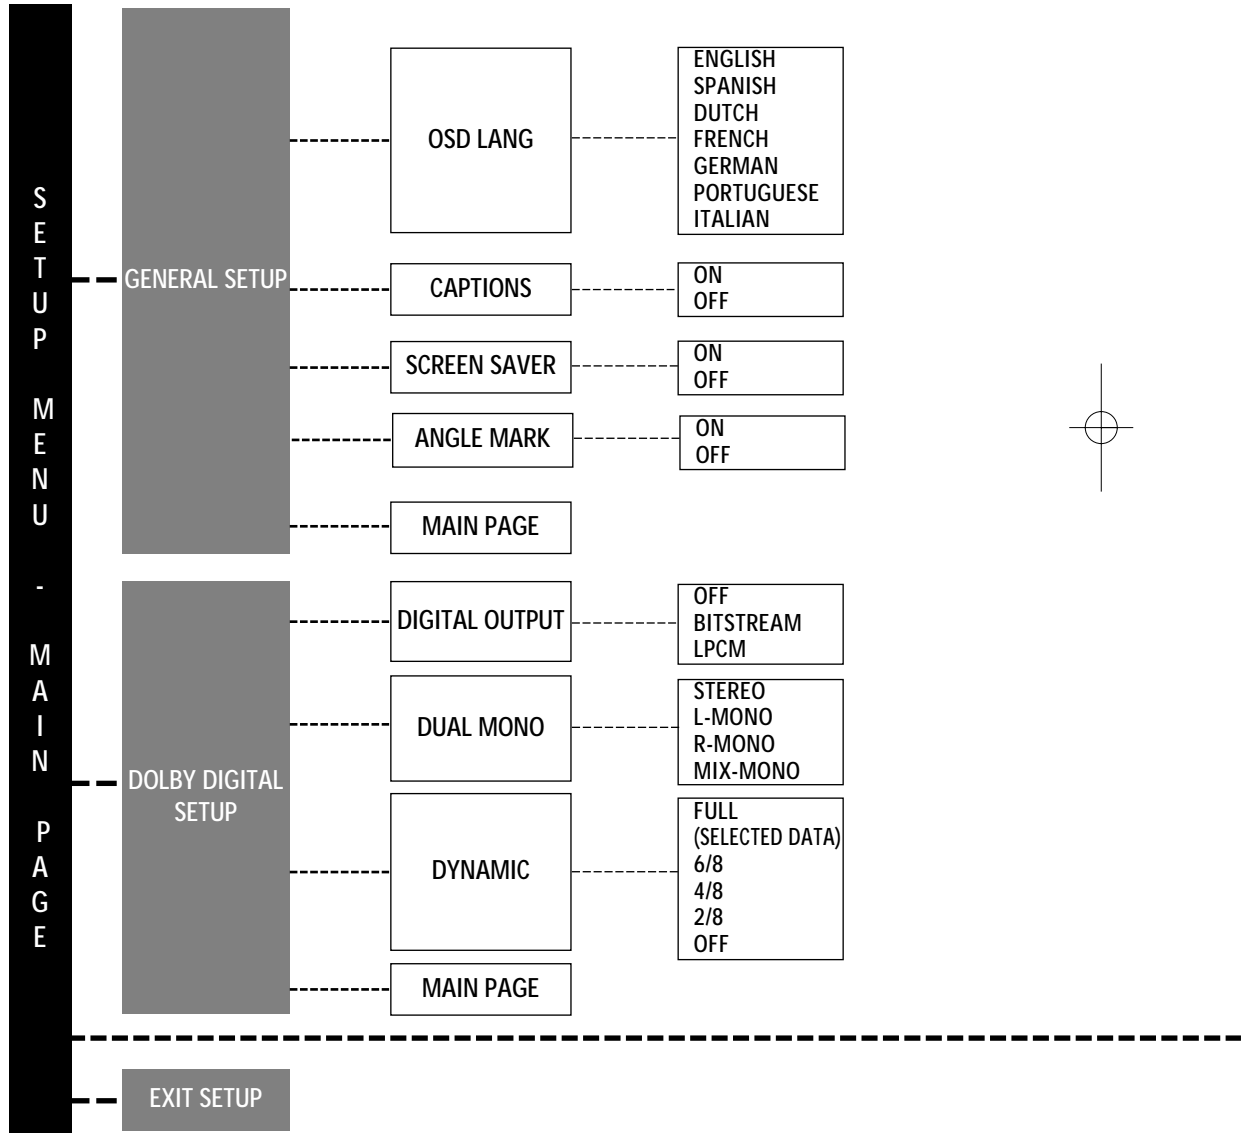 SETUP MENU - MAIN PAGE
GENERAL SETUP
OSD LANG
ENGLISH
SPANISH
DUTCH
FRENCH
GERMAN
PORTUGUESE
ITALIAN
CAPTIONS
ON
OFF
SCREEN SAVER
ON
OFF
ANGLE MARK
ON
OFF
MAIN PAGE
DOLBY DIGITAL
SETUP
DIGITAL OUTPUT
OFF
BITSTREAM
LPCM
DUAL MONO
STEREO
L-MONO
R-MONO
MIX-MONO
DYNAMIC
FULL
(SELECTED DATA)
6/8
4/8
2/8
OFF
MAIN PAGE
EXIT SETUP